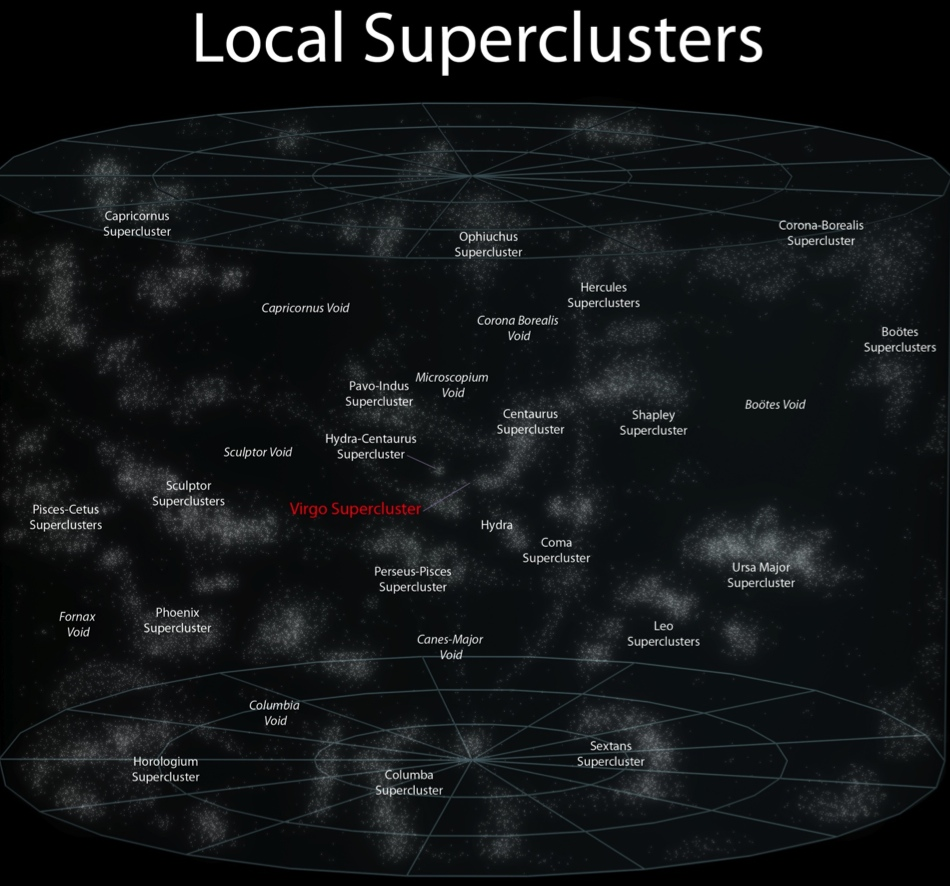 Local Superclusters
Capricornus
Supercluster
Ophiuchus
Supercluster
Corona-Borealis
Supercluster
Hercules
Superclusters
Capricornus Void
Corona Borealis
Void
Boötes
Superclusters
Pavo-Indus
Supercluster
Microscopium
Void
Centaurus
Supercluster
Shapley
Supercluster
Boötes Void
Hydra-Centaurus
Supercluster
Sculptor Void
Sculptor
Superclusters
Pisces-Cetus
Superclusters
Virgo Supercluster
Hydra
Coma
Supercluster
Perseus-Pisces
Supercluster
Ursa Major
Supercluster
Fornax
Void
Phoenix
Supercluster
Canes-Major
Void
Leo
Superclusters
Columbia
Void
Horologium
Supercluster
Columba
Supercluster
Sextans
Supercluster